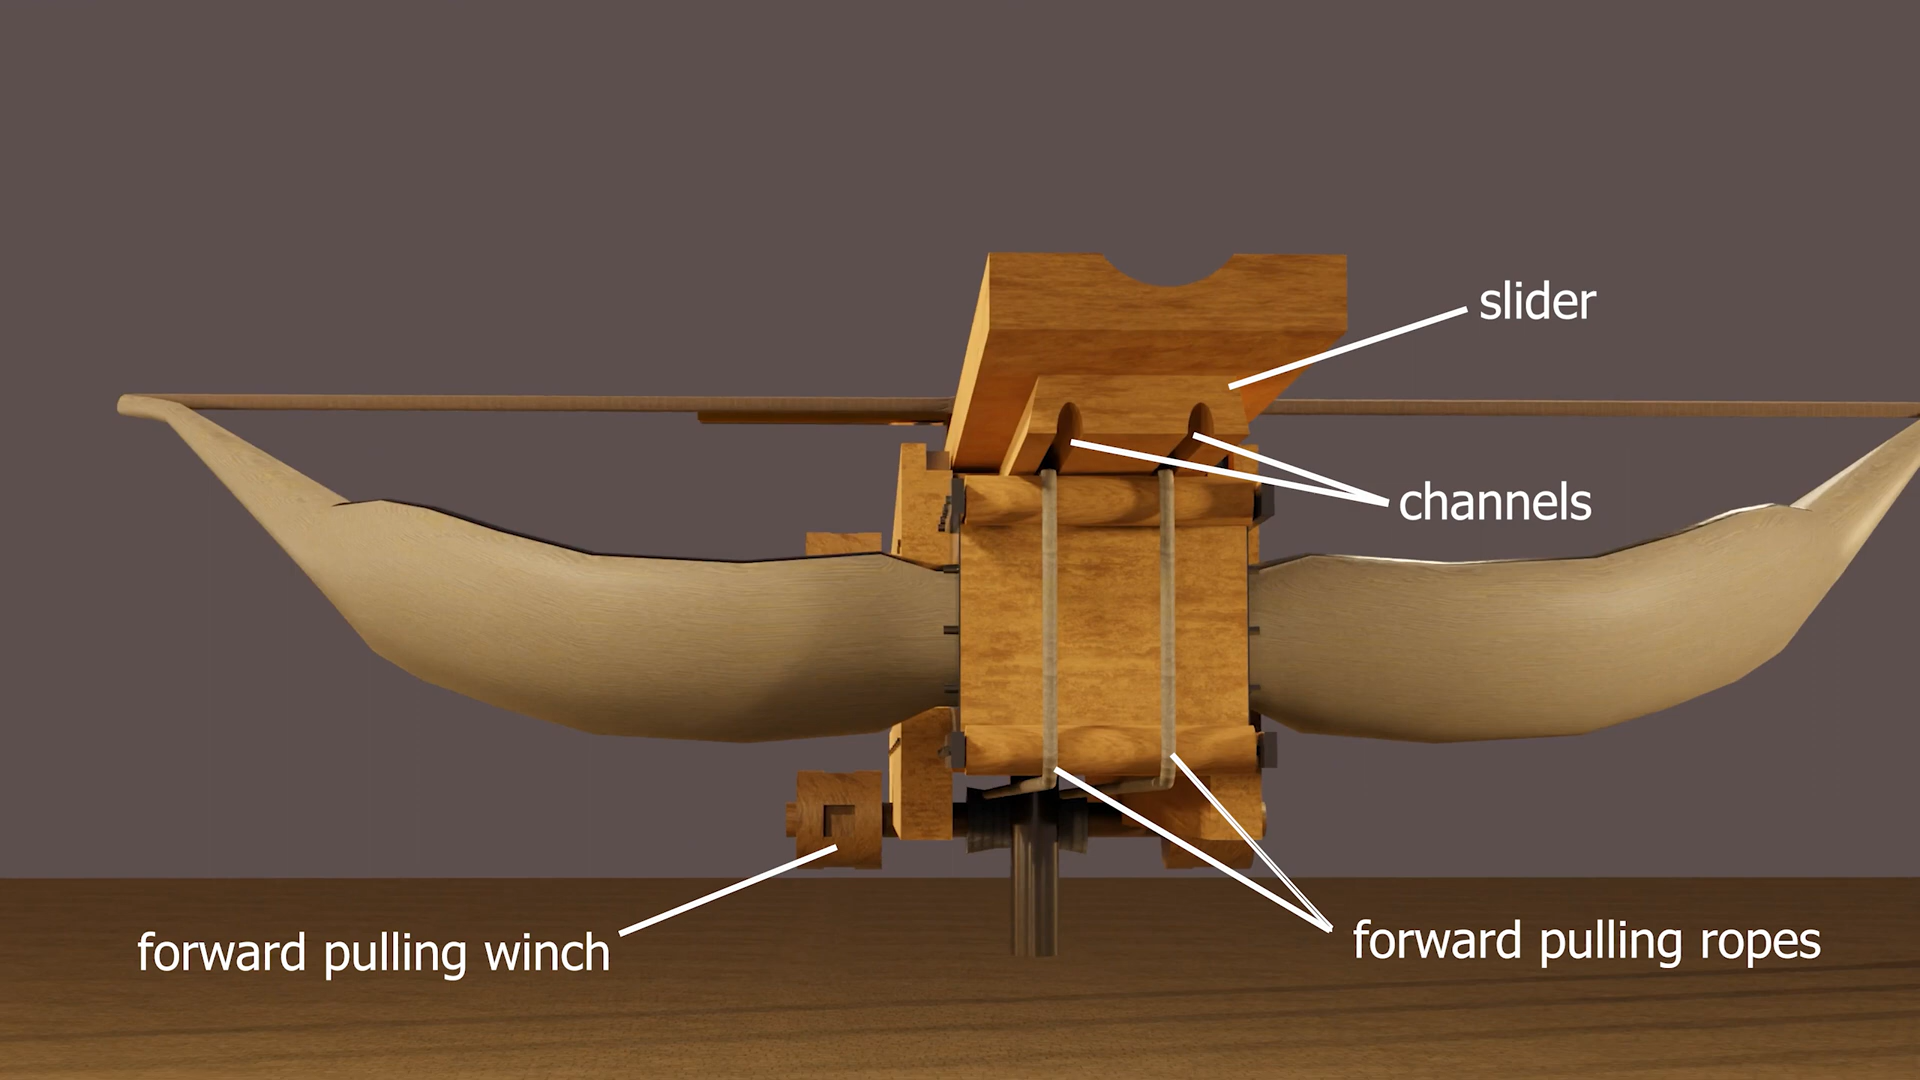 slider
channels
forward pulling winch
forward pulling ropes